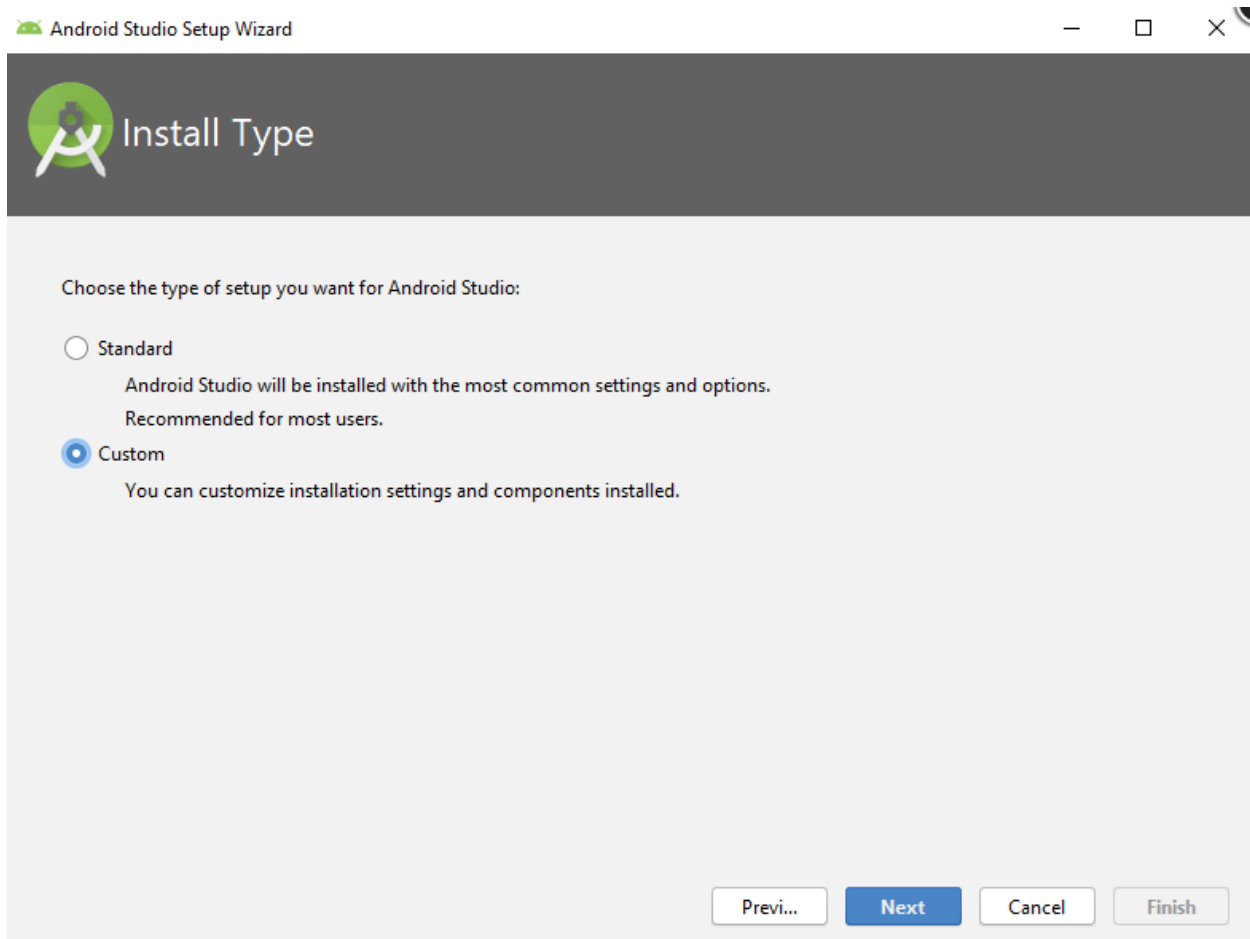 Android Studio Setup Wizard
Install Type
Choose the type of setup you want for Android Studio:
Standard
Android Studio will be installed with the most common settings and options.
Recommended for most users.
Custom
You can customize installation settings and components installed.
Previ... Next Cancel Finish